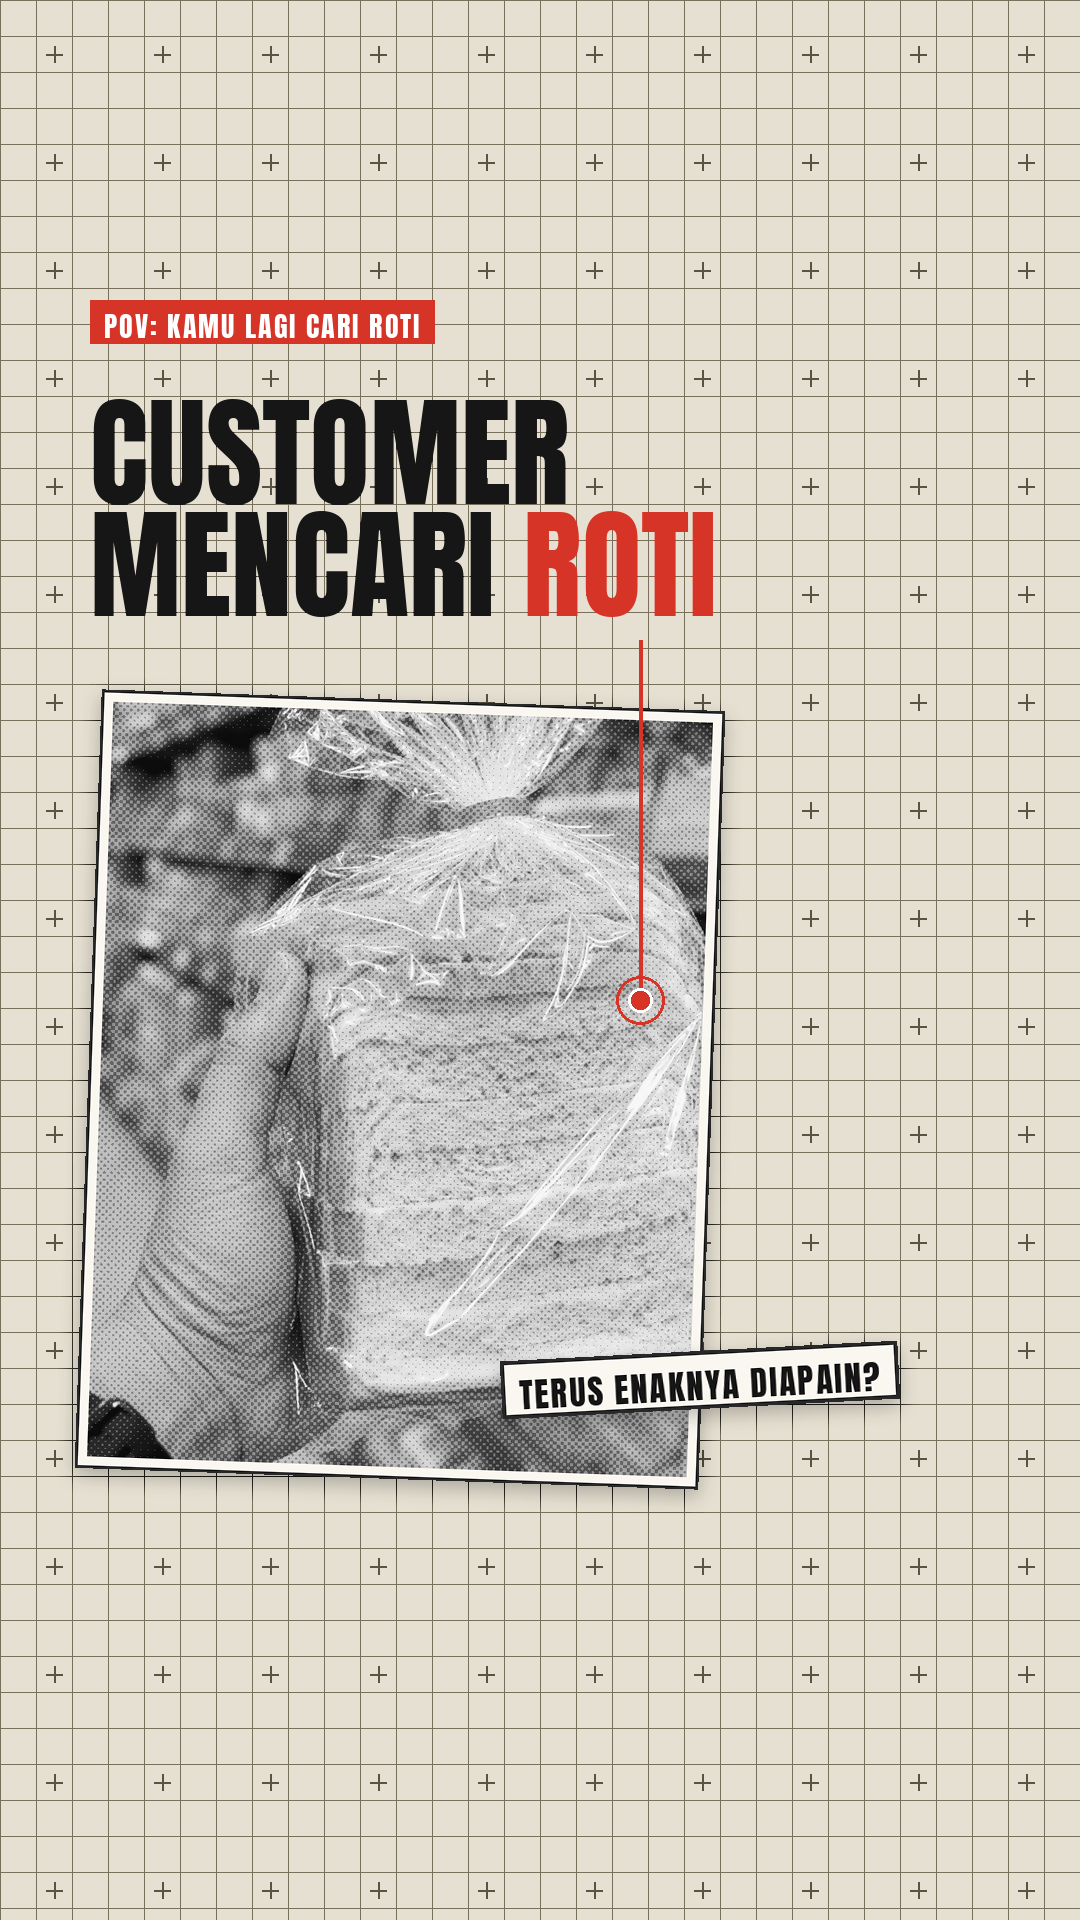 POV: KAMU LAGI CARI ROTI
CUSTOMER
MENCARI ROTI
TERUS ENAKNYA DIAPAIN?